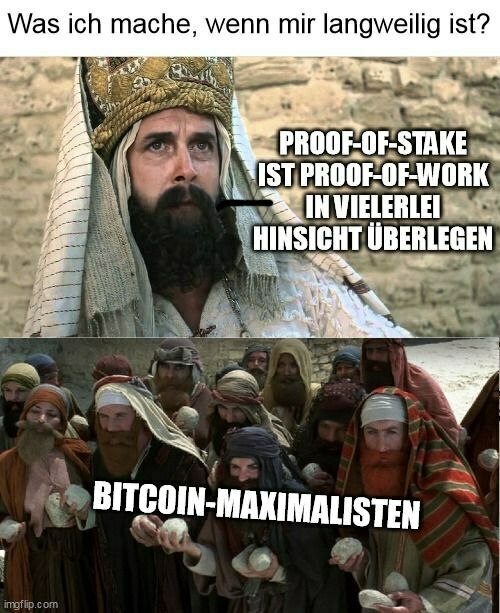 Was ich mache, wenn mir langweilig ist?
PROOF-OF-STAKE
IST PROOF-OF-WORK
IN VIELERLEI
HINSICHT ÜBERLEGEN
BITCOIN-MAXIMALISTEN
imgflip.com